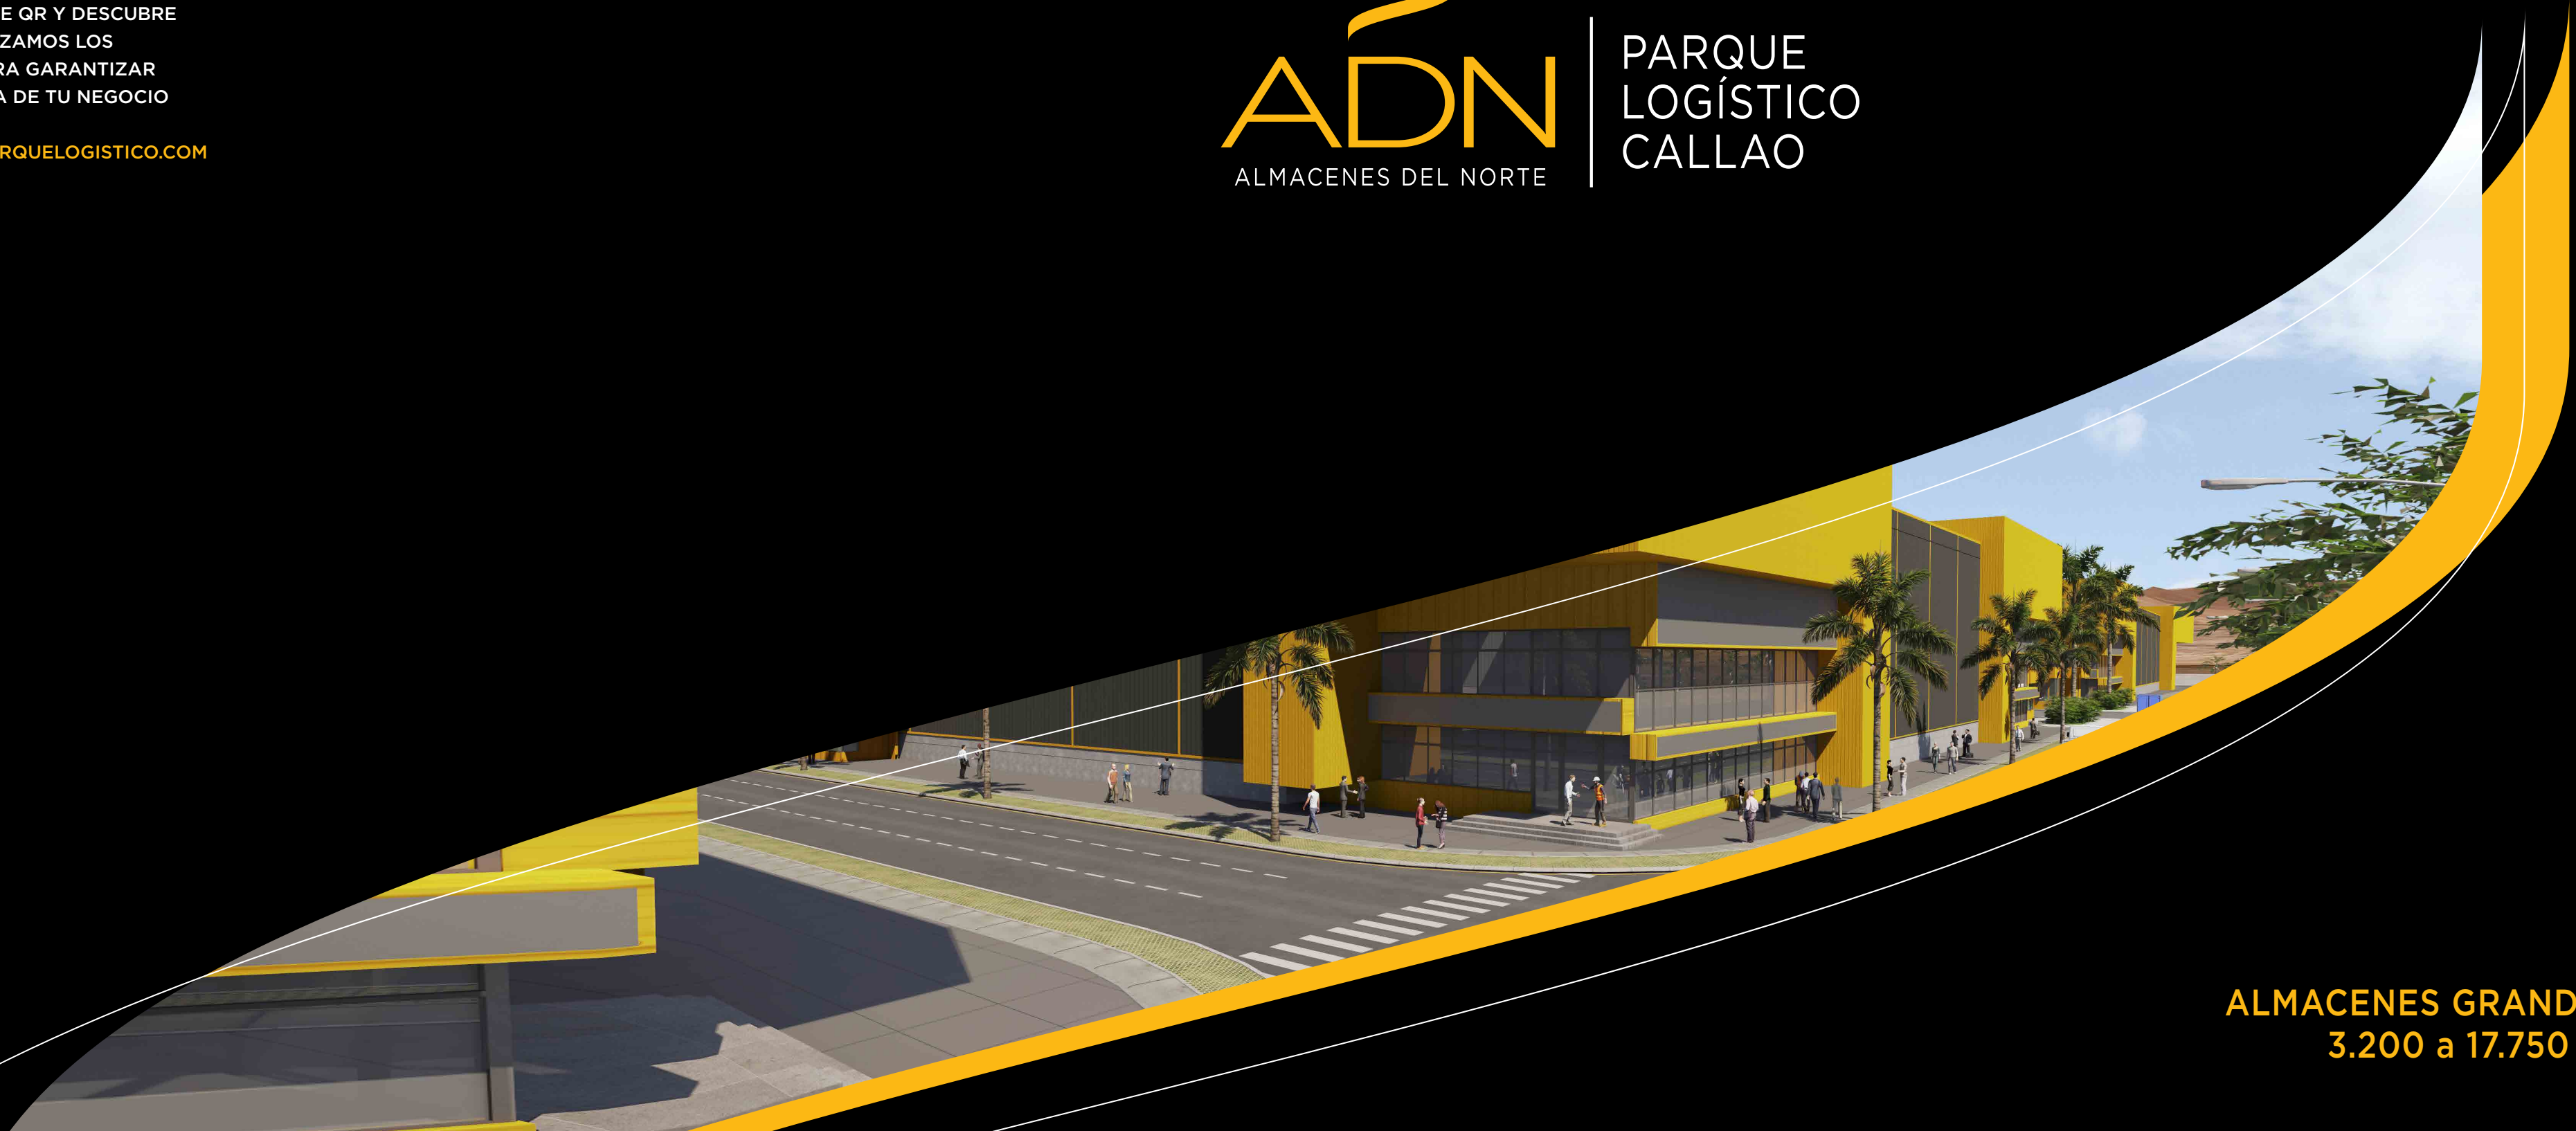 E QR Y DESCUBRE
ZAMOS LOS
RA GARANTIZAR
A DE TU NEGOCIO
RQUELOGISTICO.COM
ADN
ALMACENES DEL NORTE
PARQUE
LOGÍSTICO
CALLAO
ALMACENES GRAND
3.200 a 17.750